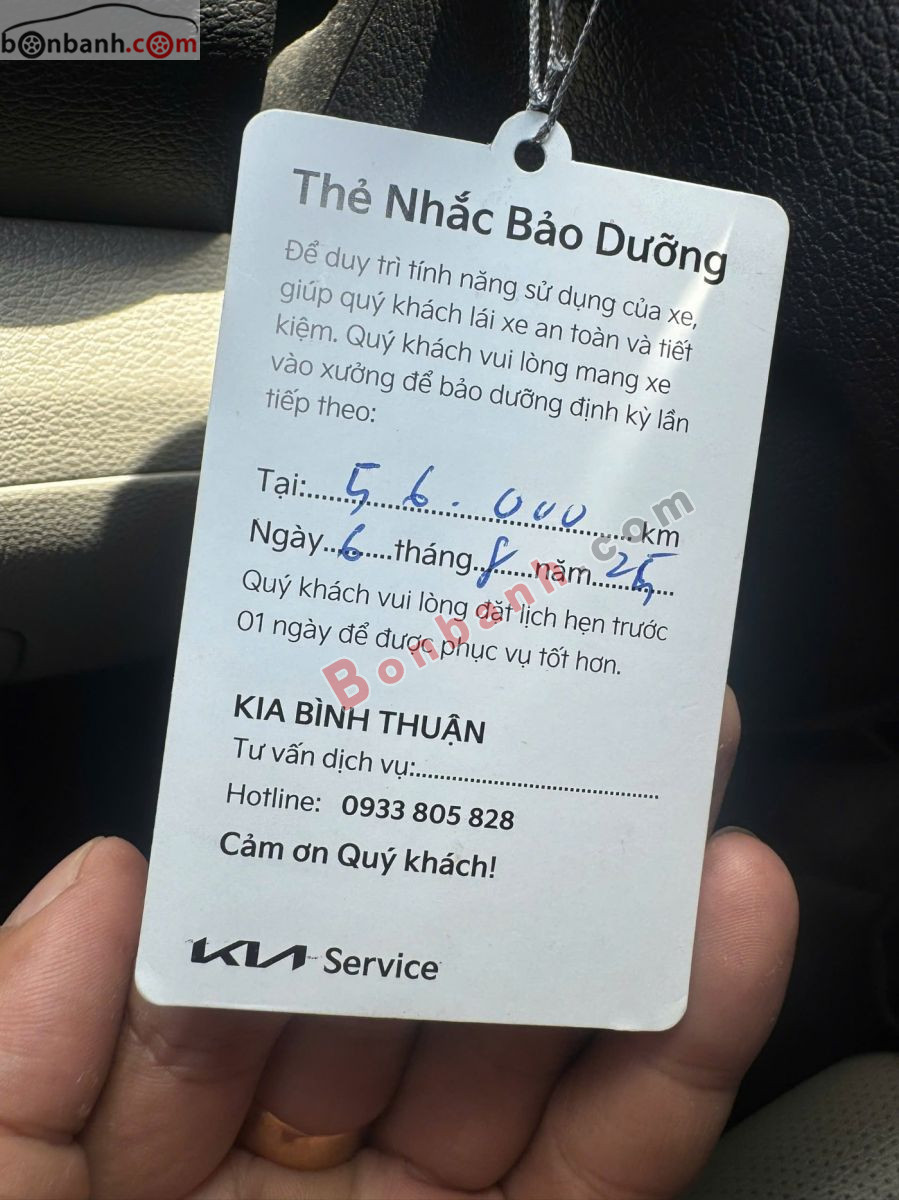 bonbanh.com
Thẻ Nhắc Bảo Dưỡng
Để duy trì tính năng sử dụng của xe,
giúp quý khách lái xe an toàn và tiết
kiệm. Quý khách vui lòng mang xe
vào xưởng để bảo dưỡng định kỳ lần
tiếp theo:
Tại:.....56.000.....km
Ngày...6...tháng...8...năm...25...
Quý khách vui lòng đặt lịch hẹn trước
01 ngày để được phục vụ tốt hơn.
Bonbanh.com
KIA BÌNH THUẬN
Tư vấn dịch vụ:..........
Hotline: 0933 805 828
Cảm ơn Quý khách!
KIA Service